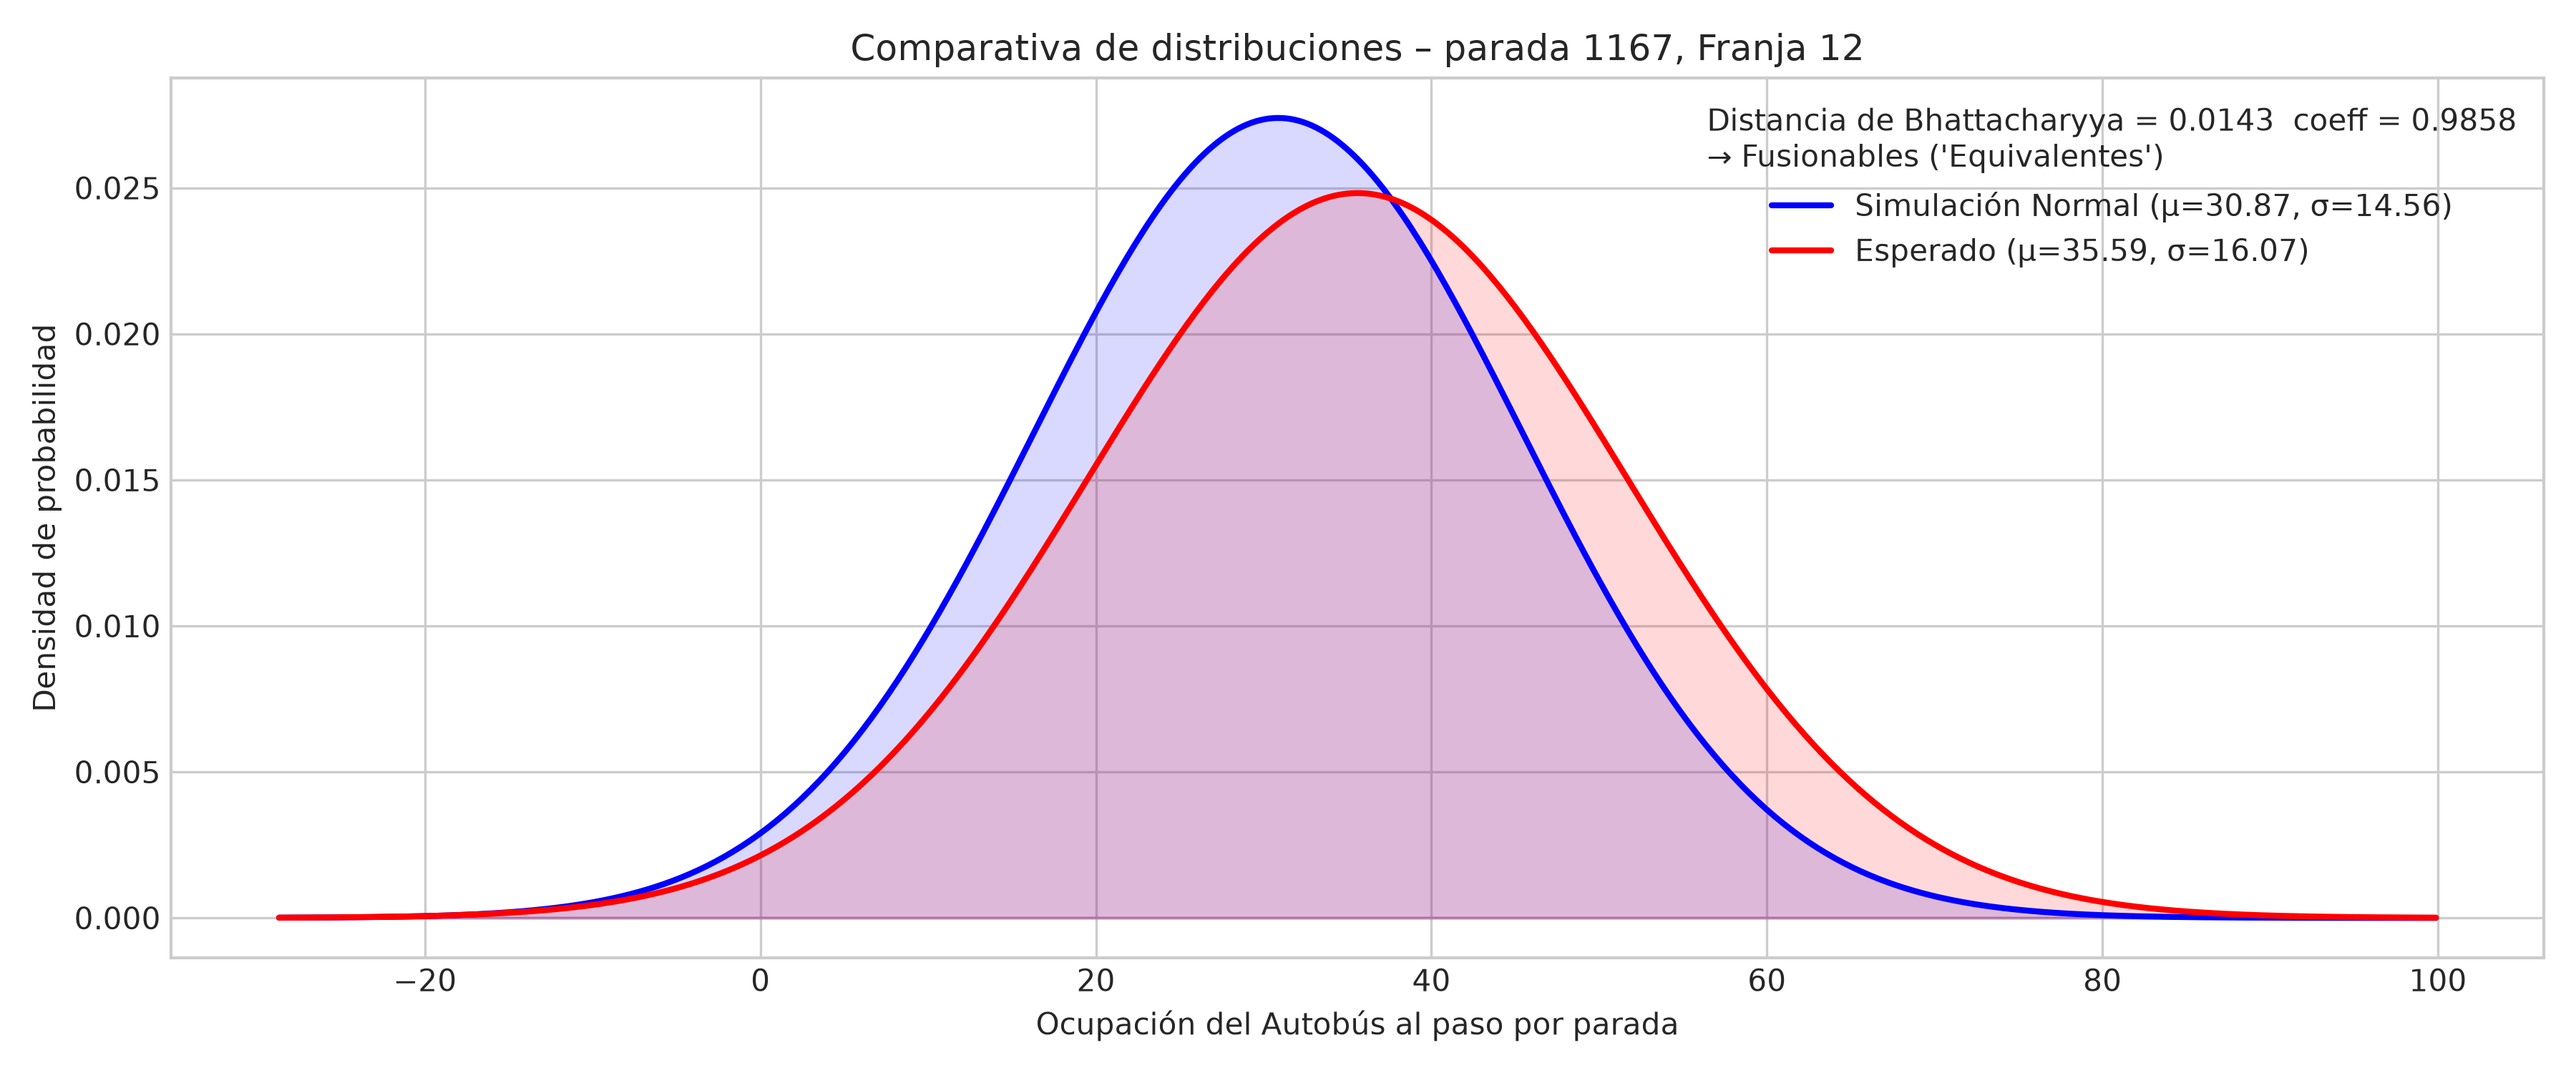 Comparativa de distribuciones – parada 1167, Franja 12
Distancia de Bhattacharyya = 0.0143  coeff = 0.9858
→ Fusionables ('Equivalentes')
Simulación Normal (μ=30.87, σ=14.56)
Esperado (μ=35.59, σ=16.07)
Densidad de probabilidad
0.025
0.020
0.015
0.010
0.005
0.000
−20
0
20
40
60
80
100
Ocupación del Autobús al paso por parada